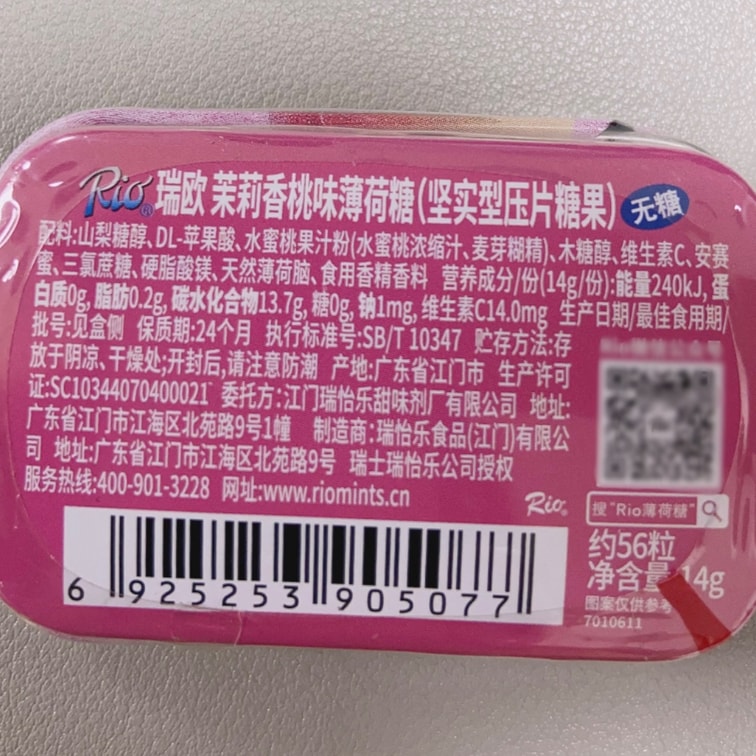 Rio® 瑞欧 茉莉香桃味薄荷糖(坚实型压片糖果) 无糖
配料:山梨糖醇、DL-苹果酸、水蜜桃果汁粉(水蜜桃浓缩汁、麦芽糊精)、木糖醇、维生素C、安赛
蜜、三氯蔗糖、硬脂酸镁、天然薄荷脑、食用香精香料 营养成分/份(14g/份):能量240kJ, 蛋
白质0g, 脂肪0.2g, 碳水化合物13.7g, 糖0g, 钠1mg, 维生素C14.0mg 生产日期/最佳食用期/
批号:见盒侧 保质期:24个月 执行标准号:SB/T 10347 贮存方法:存
放于阴凉、干燥处;开封后,请注意防潮 产地:广东省江门市 生产许可
证:SC10344070400021 委托方:江门瑞怡乐甜味剂厂有限公司 地址:
广东省江门市江海区北苑路9号1幢 制造商:瑞怡乐食品(江门)有限公
司 地址:广东省江门市江海区北苑路9号 瑞士瑞怡乐公司授权
服务热线:400-901-3228 网址:www.riomints.cn
Rio®
搜"Rio薄荷糖"
约56粒
净含量 14g
图案仅供参考
7010611
6 925253 905077